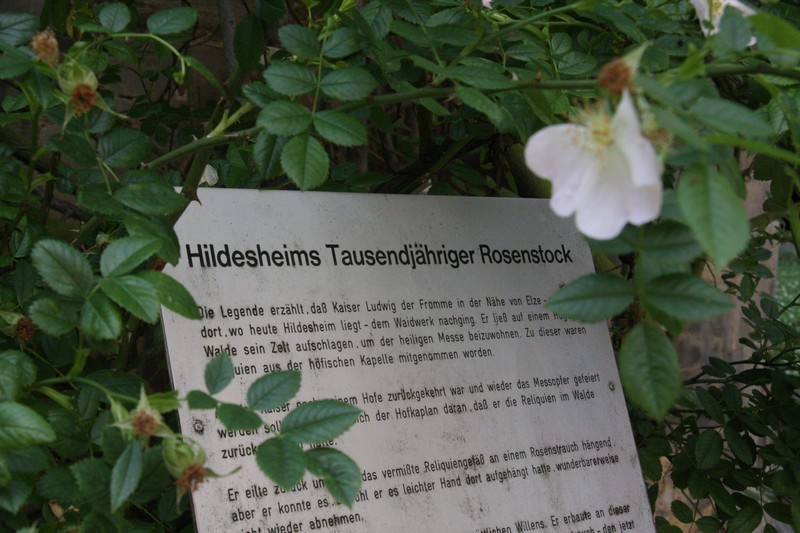 Hildesheims Tausendjähriger Rosenstock
Die Legende erzählt, daß Kaiser Ludwig der Fromme in der Nähe von Elze -
dort, wo heute Hildesheim liegt - dem Waidwerk nachging. Er ließ auf einem
Walde sein Zelt aufschlagen, um der heiligen Messe beizuwohnen. Zu dieser waren
aus der höfischen Kapelle mitgenommen worden.
Hofe zurückgekehrt war und wieder das Messopfer gefeiert
werden der Hofkaplan daran, daß er die Reliquien im Walde
hatte.
Er eilte zurück und das vermißte Reliquiengefäß an einem Rosenstrauch hängend,
aber er konnte es er es leichter Hand dort aufgehängt hatte, wunderbarerweise
wieder abnehmen.
Willens. Er erbaute an dieser
den jetzt